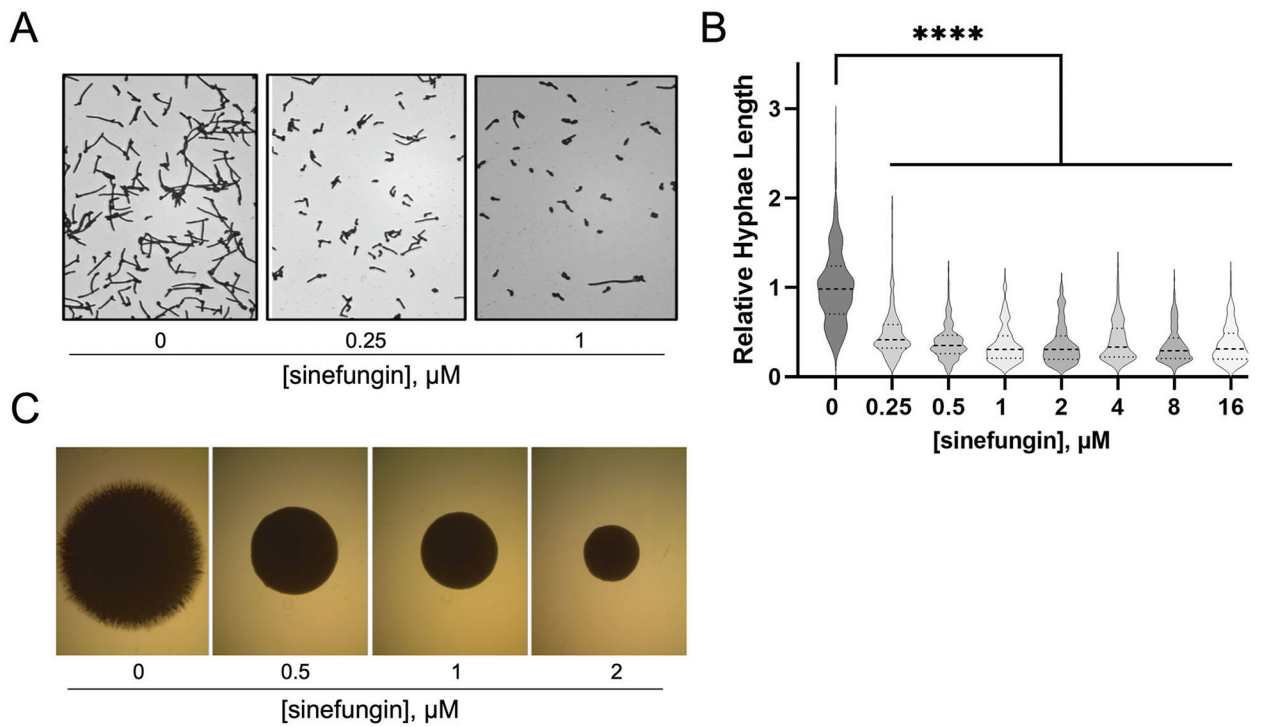 A
0 0.25 1
[sinefungin], µM
B
****
Relative Hyphae Length
3
2
1
0
0 0.25 0.5 1 2 4 8 16
[sinefungin], µM
C
0 0.5 1 2
[sinefungin], µM